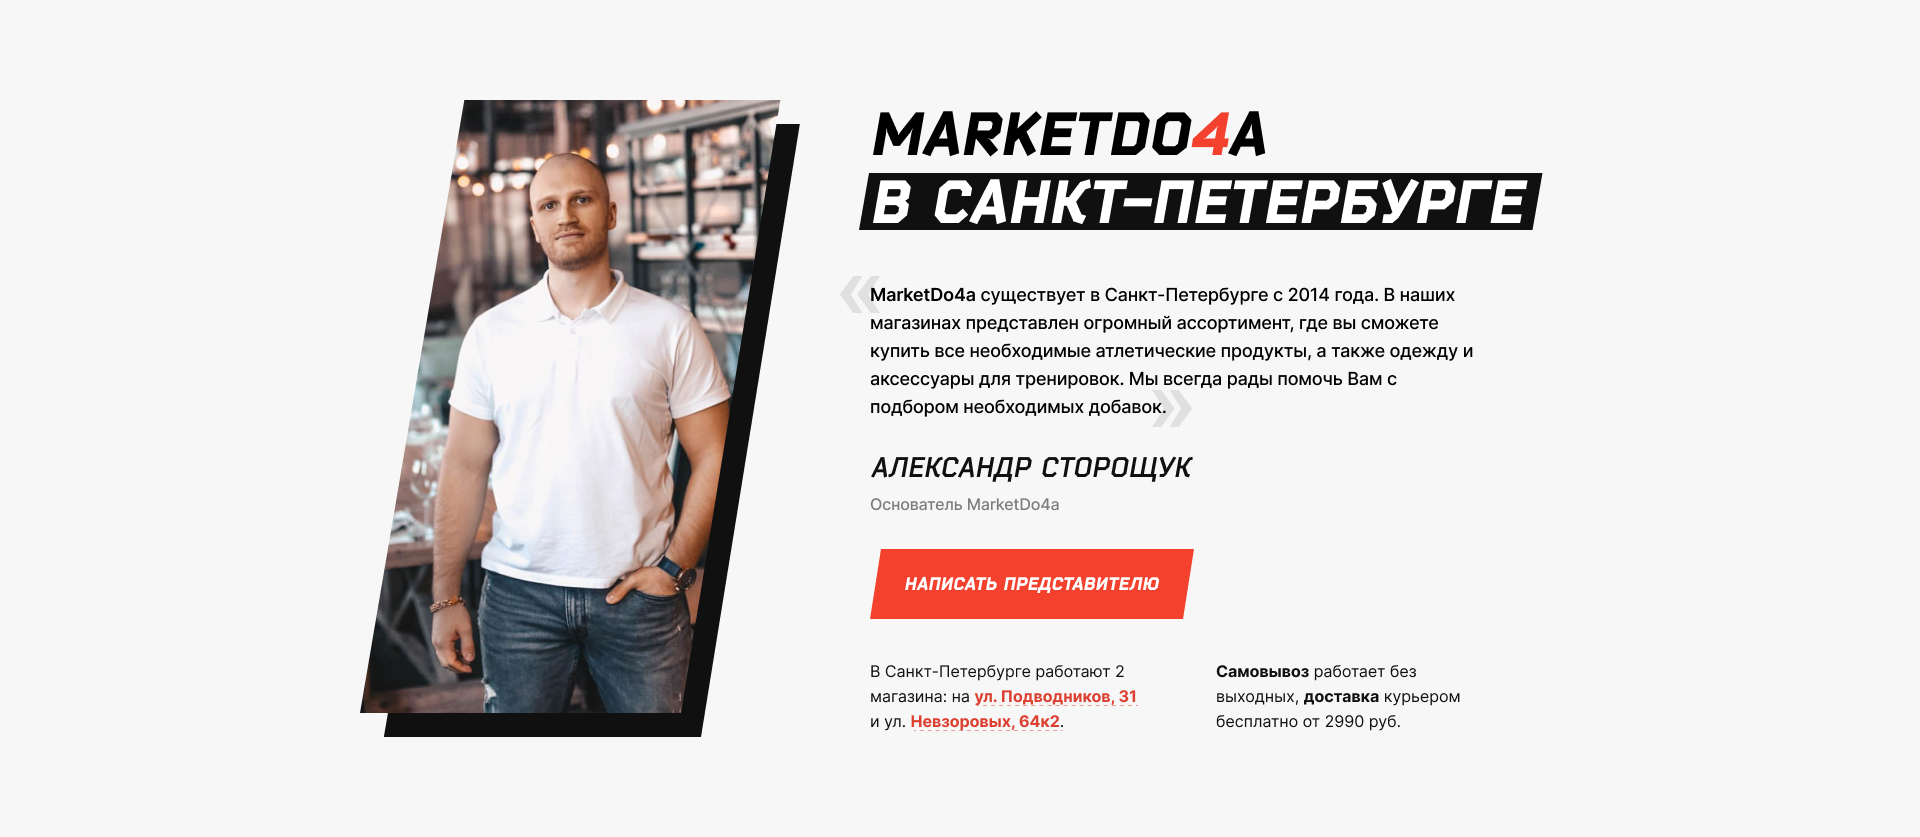 MARKETDO4A
В САНКТ-ПЕТЕРБУРГЕ
« MarketDo4a существует в Санкт-Петербурге с 2014 года. В наших
магазинах представлен огромный ассортимент, где вы сможете
купить все необходимые атлетические продукты, а также одежду и
аксессуары для тренировок. Мы всегда рады помочь Вам с
подбором необходимых добавок. »
АЛЕКСАНДР СТОРОЩУК
Основатель MarketDo4a
НАПИСАТЬ ПРЕДСТАВИТЕЛЮ
В Санкт-Петербурге работают 2
магазина: на ул. Подводников, 31
и ул. Невзоровых, 64к2.
Самовывоз работает без
выходных, доставка курьером
бесплатно от 2990 руб.